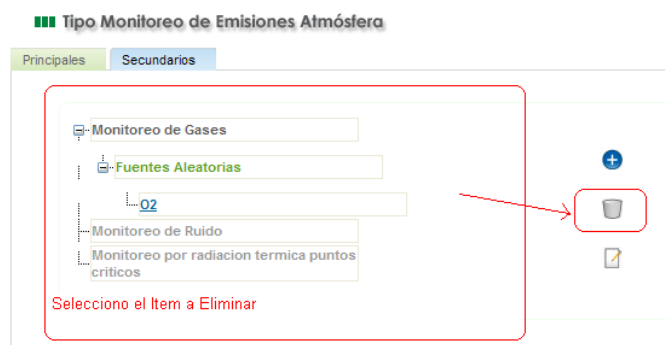 Tipo Monitoreo de Emisiones Atmósfera
Principales
Secundarios
Monitoreo de Gases
Fuentes Aleatorias
O2
Monitoreo de Ruido
Monitoreo por radiacion termica puntos
criticos
Selecciono el Item a Eliminar